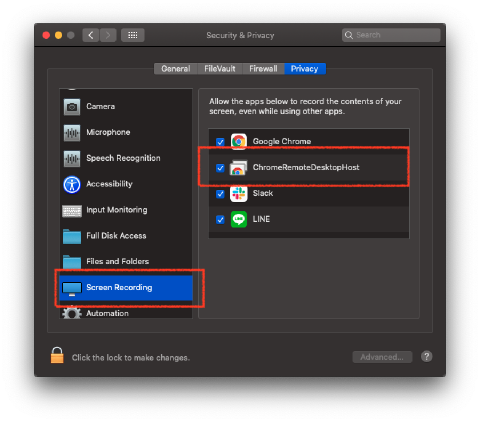 Security & Privacy
Search
General
FileVault
Firewall
Privacy
Camera
Microphone
Speech Recognition
Accessibility
Input Monitoring
Full Disk Access
Files and Folders
Screen Recording
Automation
Allow the apps below to record the contents of your
screen, even while using other apps.
Google Chrome
ChromeRemoteDesktopHost
Slack
LINE
LINE
Click the lock to make changes.
Advanced...
?